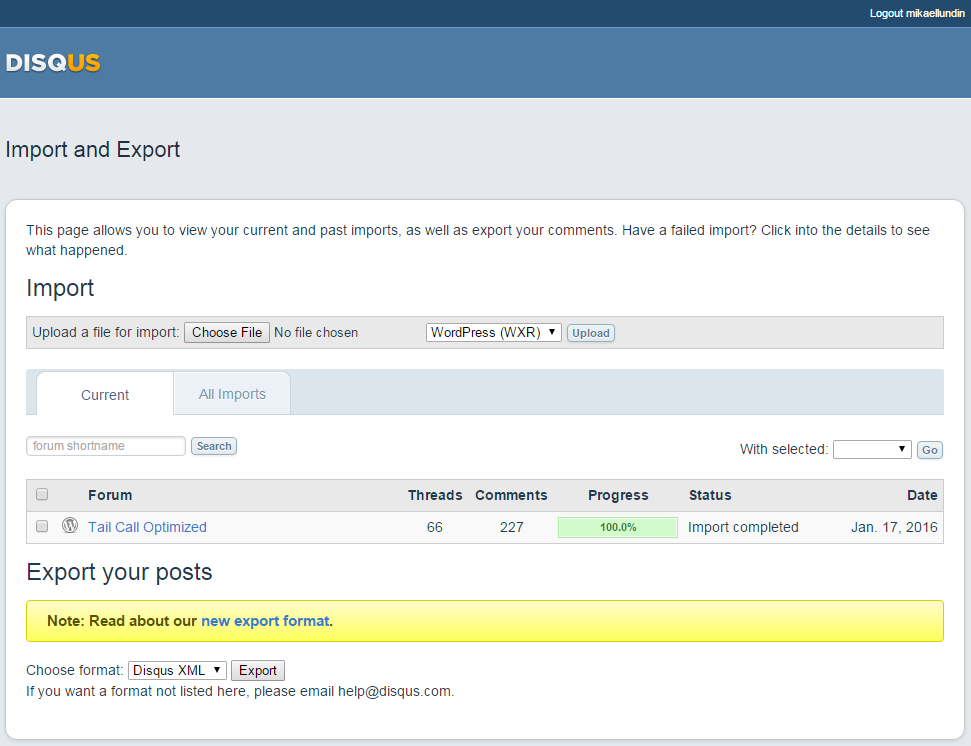 Logout mikaellundin
DISQUS
Import and Export
This page allows you to view your current and past imports, as well as export your comments. Have a failed import? Click into the details to see
what happened.
Import
Upload a file for import: Choose File No file chosen WordPress (WXR) Upload
Current All Imports
forum shortname Search With selected: Go
Forum Threads Comments Progress Status Date
Tail Call Optimized 66 227 100.0% Import completed Jan. 17, 2016
Export your posts
Note: Read about our new export format.
Choose format: Disqus XML Export
If you want a format not listed here, please email help@disqus.com.